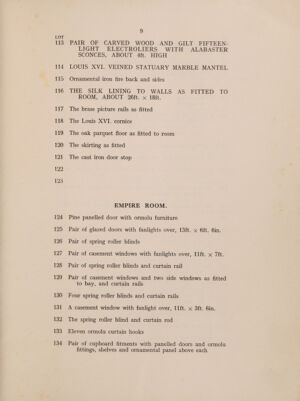 9
LOT
113 PAIR OF CARVED WOOD AND GILT FIFTEEN-
LIGHT ELECTROLIERS WITH ALABASTER
SCONCES, ABOUT 4ft. HIGH
114 LOUIS XVI. VEINED STATUARY MARBLE MANTEL
115 Ornamental iron fire back and sides
116 THE SILK LINING TO WALLS AS FITTED TO
ROOM, ABOUT 26ft. × 18ft.
117 The brass picture rails as fitted
118 The Louis XVI. cornice
119 The oak parquet floor as fitted to room
120 The skirting as fitted
121 The cast iron door stop
122
123
EMPIRE ROOM.
124 Pine panelled door with ormolu furniture
125 Pair of glazed doors with fanlights over, 13ft. × 6ft. 6in.
126 Pair of spring roller blinds
127 Pair of casement windows with fanlights over, 11ft. × 7ft.
128 Pair of spring roller blinds and curtain rail
129 Pair of casement windows and two side windows as fitted
to bay, and curtain rails
130 Four spring roller blinds and curtain rails
131 A casement window with fanlight over, 11ft. × 3ft. 6in.
132 The spring roller blind and curtain rod
133 Eleven ormolu curtain hooks
134 Pair of cupboard fitments with panelled doors and ormolu
fittings, shelves and ornamental panel above each